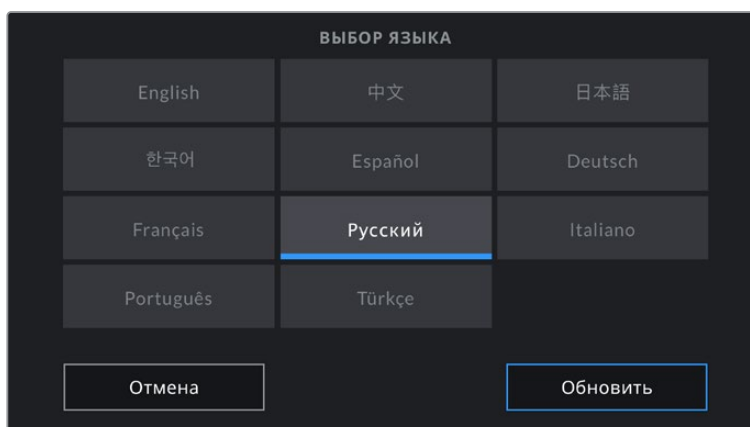 ВЫБОР ЯЗЫКА
English 中文 日本語
한국어 Español Deutsch
Français Русский Italiano
Português Türkçe
Отмена Обновить